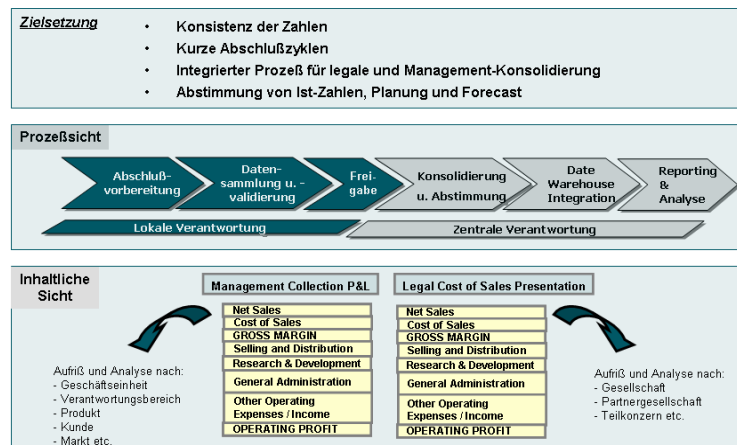 Zielsetzung
• Konsistenz der Zahlen
• Kurze Abschlußzyklen
• Integrierter Prozeß für legale und Management-Konsolidierung
• Abstimmung von Ist-Zahlen, Planung und Forecast
Prozeßsicht
Abschluß-
vorbereitung
Daten-
sammlung u. -
validierung
Frei-
gabe
Konsolidierung
u. Abstimmung
Date
Warehouse
Integration
Reporting
&
Analyse
Lokale Verantwortung
Zentrale Verantwortung
Inhaltliche
Sicht
Management Collection P&L
Net Sales
Cost of Sales
GROSS MARGIN
Selling and Distribution
Research & Development
General Administration
Other Operating
Expenses / Income
OPERATING PROFIT
Legal Cost of Sales Presentation
Net Sales
Cost of Sales
GROSS MARGIN
Selling and Distribution
Research & Development
General Administration
Other Operating
Expenses / Income
OPERATING PROFIT
Aufriß und Analyse nach:
- Geschäftseinheit
- Verantwortungsbereich
- Produkt
- Kunde
- Markt etc.
Aufriß und Analyse nach:
- Gesellschaft
- Partnergesellschaft
- Teilkonzern etc.